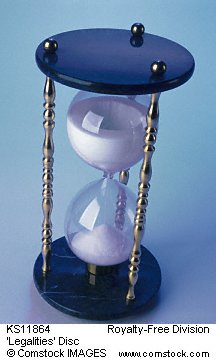 KS11864 Royalty-Free Division
'Legalities' Disc
© Comstock IMAGES www.comstock.com